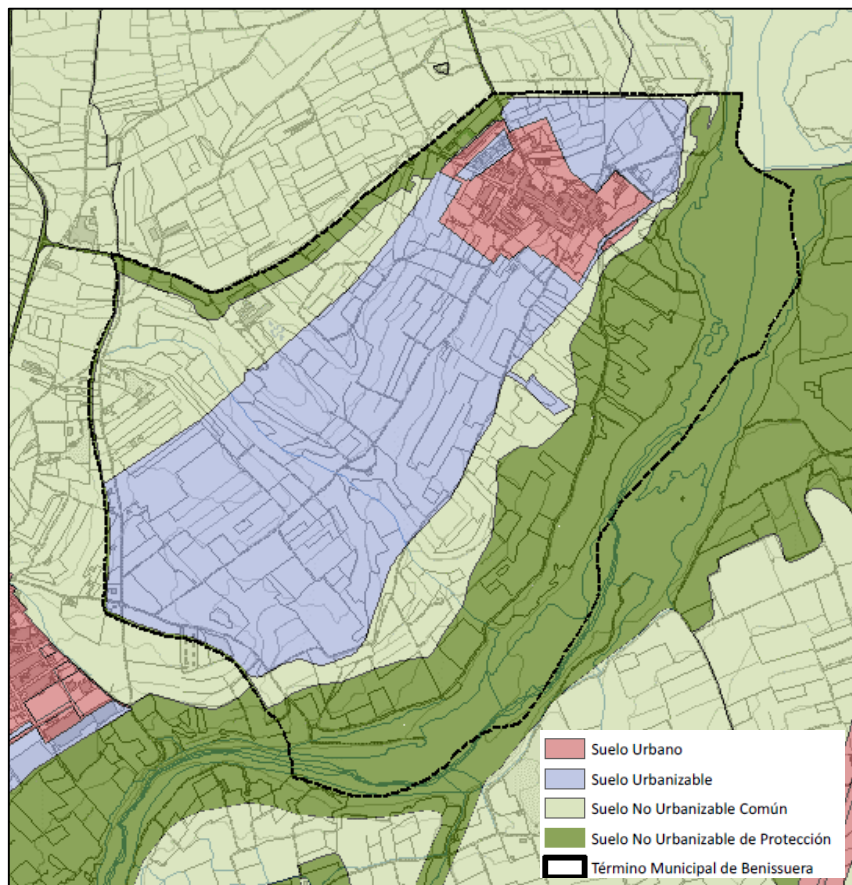 Suelo Urbano
Suelo Urbanizable
Suelo No Urbanizable Común
Suelo No Urbanizable de Protección
Término Municipal de Benissuera